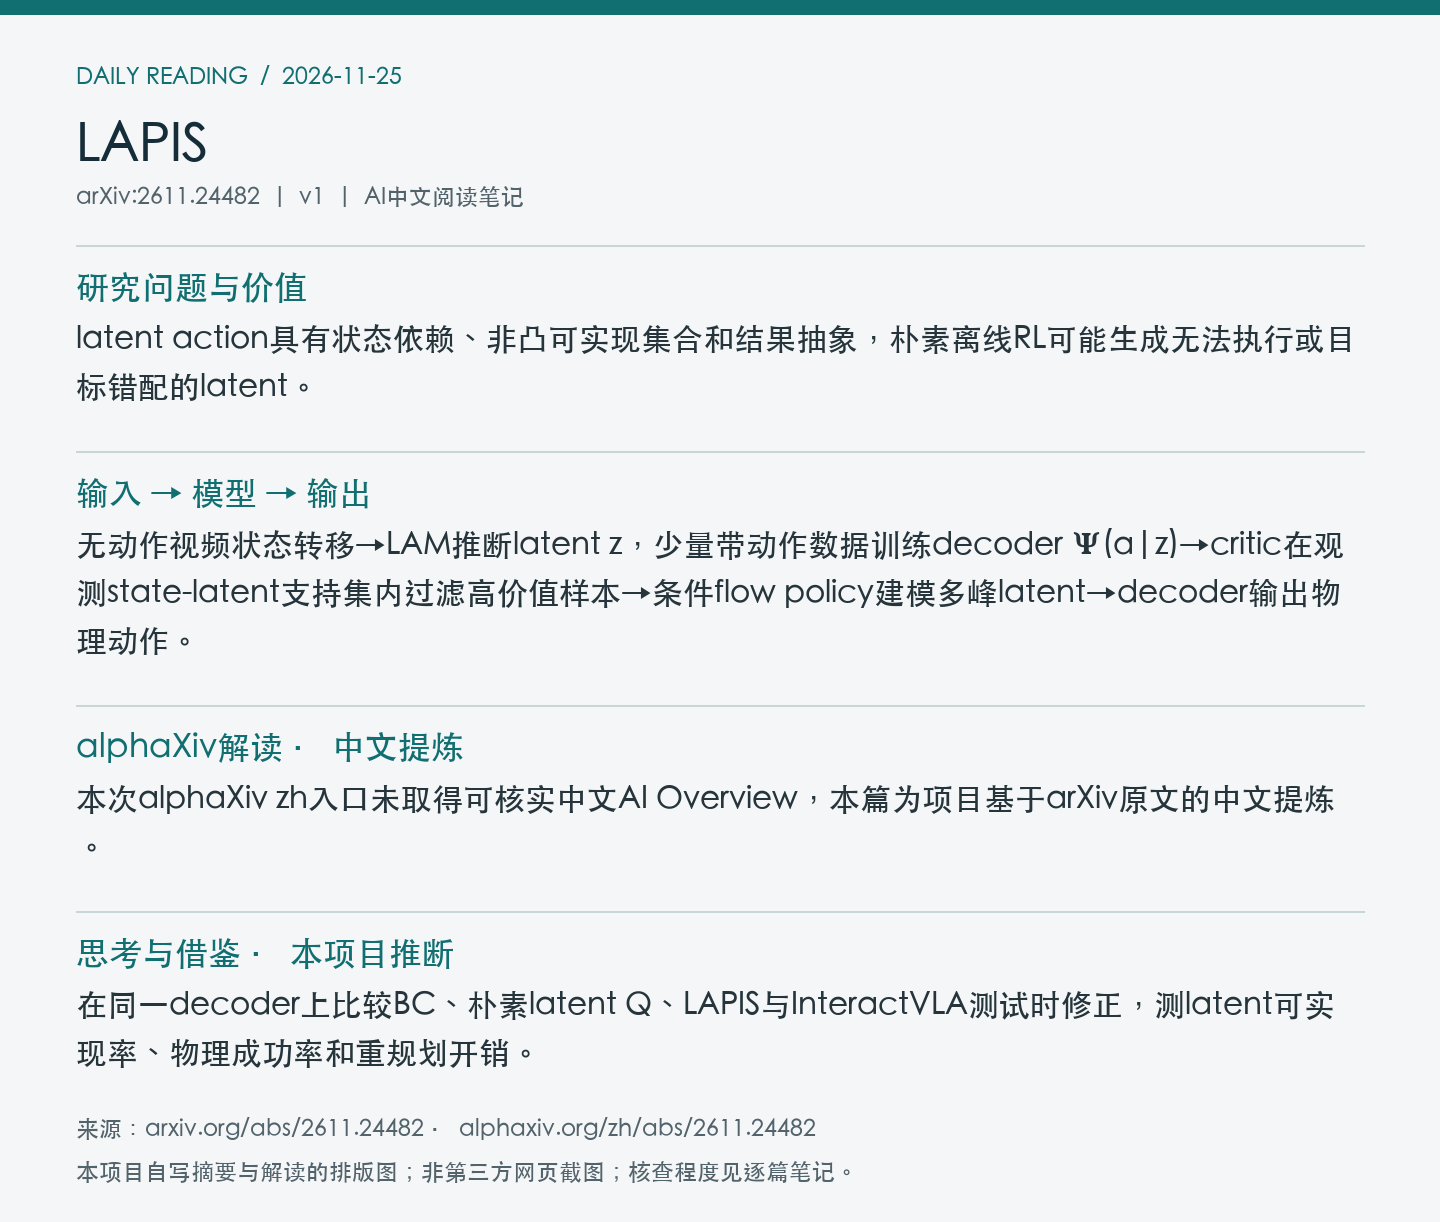 DAILY READING / 2026-11-25
LAPIS
arXiv:2611.24482 | v1 | AI中文阅读笔记
研究问题与价值
latent action具有状态依赖、非凸可实现集合和结果抽象，朴素离线RL可能生成无法执行或目
标错配的latent。
输入 → 模型 → 输出
无动作视频状态转移→LAM推断latent z，少量带动作数据训练decoder Ψ(a|z)→critic在观
测state-latent支持集内过滤高价值样本→条件flow policy建模多峰latent→decoder输出物
理动作。
alphaXiv解读 · 中文提炼
本次alphaXiv zh入口未取得可核实中文AI Overview，本篇为项目基于arXiv原文的中文提炼
。
思考与借鉴 · 本项目推断
在同一decoder上比较BC、朴素latent Q、LAPIS与InteractVLA测试时修正，测latent可实
现率、物理成功率和重规划开销。
来源：arxiv.org/abs/2611.24482 · alphaxiv.org/zh/abs/2611.24482
本项目自写摘要与解读的排版图；非第三方网页截图；核查程度见逐篇笔记。